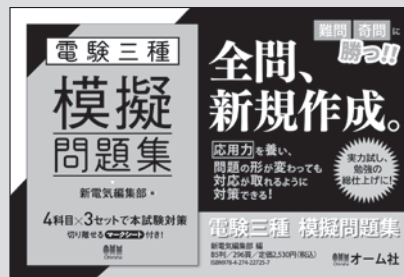 電験三種
模擬
問題集
新電気編集部・
4科目×3セットで本試験対策
切り離せるマークシート付き!
Ohmsha
難問 奇問 に
勝つ!!
全問、
新規作成。
応用力を養い、
問題の形が変わっても
対応が取れるように
対策できる!
実力試し、
勉強の
総仕上げに!
電験三種 模擬問題集
新電気編集部 編
B5判/296頁/定価2,530円(税込)
ISBN978-4-274-22725-7
Ohmsha オーム社